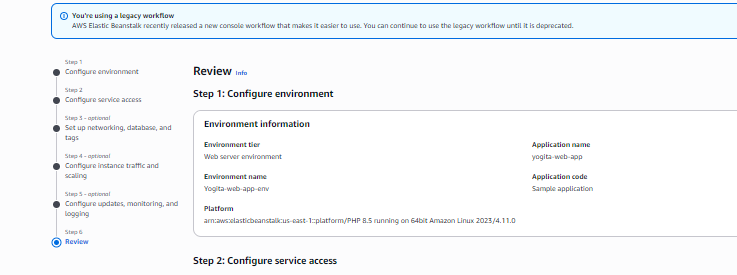 You're using a legacy workflow
AWS Elastic Beanstalk recently released a new console workflow that makes it easier to use. You can continue to use the legacy workflow until it is deprecated.
Step 1
Configure environment
Step 2
Configure service access
Step 3 - optional
Set up networking, database, and
tags
Step 4 - optional
Configure instance traffic and
scaling
Step 5 - optional
Configure updates, monitoring, and
logging
Step 6
Review
Review Info
Step 1: Configure environment
Environment information
Environment tier
Web server environment
Application name
yogita-web-app
Environment name
Yogita-web-app-env
Application code
Sample application
Platform
arn:aws:elasticbeanstalk:us-east-1::platform/PHP 8.5 running on 64bit Amazon Linux 2023/4.11.0
Step 2: Configure service access